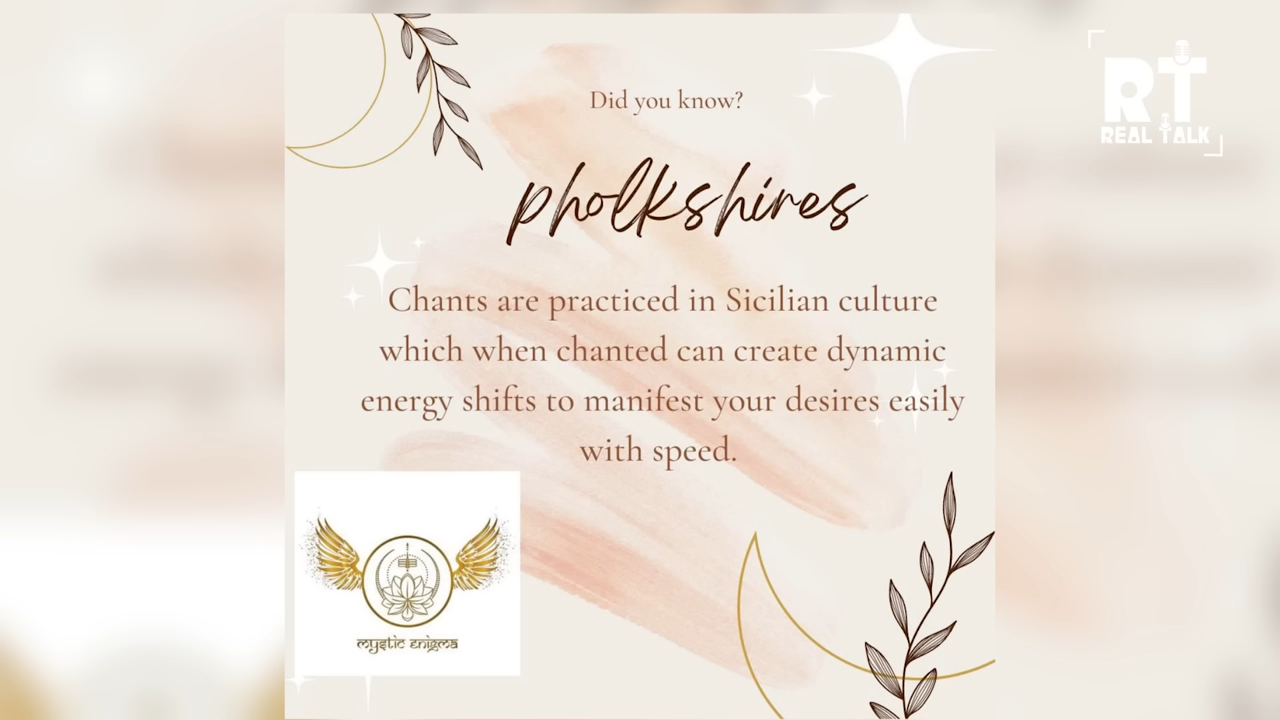 Did you know?
pholkshires
Chants are practiced in Sicilian culture
which when chanted can create dynamic
energy shifts to manifest your desires easily
with speed.
mystic enigma
RT
REAL TALK